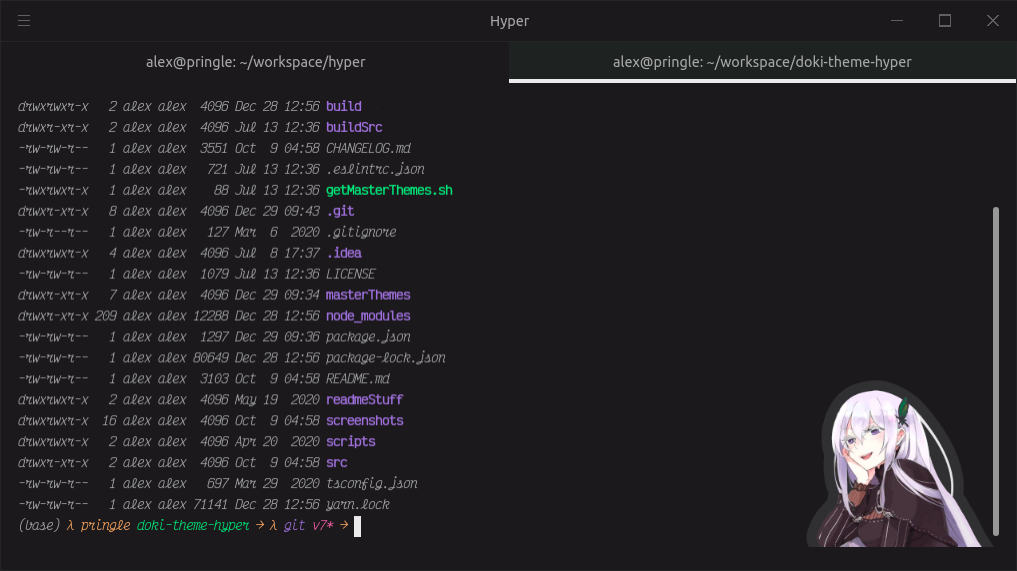 Hyper
alex@pringle: ~/workspace/hyper
alex@pringle: ~/workspace/doki-theme-hyper
drwxrwxr-x   2 alex alex  4096 Dec 28 12:56 build
drwxr-xr-x   2 alex alex  4096 Jul 13 12:36 buildSrc
-rw-rw-r--   1 alex alex  3551 Oct  9 04:58 CHANGELOG.md
-rw-rw-r--   1 alex alex   721 Jul 13 12:36 .eslintrc.json
-rwxrwxr-x   1 alex alex    88 Jul 13 12:36 getMasterThemes.sh
drwxr-xr-x   8 alex alex  4096 Dec 29 09:43 .git
-rw-r--r--   1 alex alex   127 Mar  6  2020 .gitignore
drwxrwxr-x   4 alex alex  4096 Jul  8 17:37 .idea
-rw-rw-r--   1 alex alex  1079 Jul 13 12:36 LICENSE
drwxr-xr-x   7 alex alex  4096 Dec 29 09:34 masterThemes
drwxr-xr-x 209 alex alex 12288 Dec 28 12:56 node_modules
-rw-rw-r--   1 alex alex  1297 Dec 29 09:36 package.json
-rw-rw-r--   1 alex alex 80649 Dec 28 12:56 package-lock.json
-rw-rw-r--   1 alex alex  3103 Oct  9 04:58 README.md
drwxrwxr-x   2 alex alex  4096 May 19  2020 readmeStuff
drwxrwxr-x  16 alex alex  4096 Oct  9 04:58 screenshots
drwxrwxr-x   2 alex alex  4096 Apr 20  2020 scripts
drwxr-xr-x   2 alex alex  4096 Oct  9 04:58 src
-rw-rw-r--   1 alex alex   697 Mar 29  2020 tsconfig.json
-rw-rw-r--   1 alex alex 71141 Dec 28 12:56 yarn.lock
(base) λ pringle doki-theme-hyper → λ git v7* →